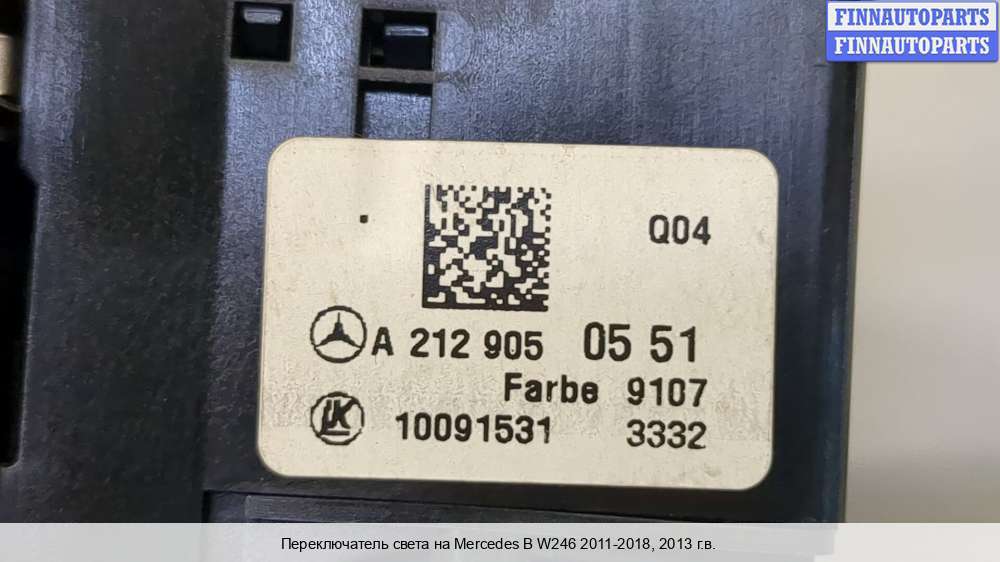 FINNAUTOPARTS
FINNAUTOPARTS
Q04
A 212 905 05 51
Farbe 9107
LK 10091531 3332
Переключатель света на Mercedes B W246 2011-2018, 2013 г.в.